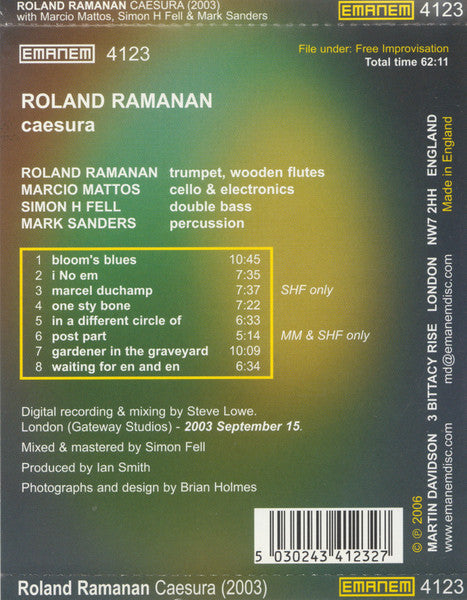 ROLAND RAMANAN CAESURA (2003)
with Marcio Mattos, Simon H Fell & Mark Sanders
EMANEM 4123
EMANEM 4123
File under: Free Improvisation
Total time 62:11
ROLAND RAMANAN
caesura
ROLAND RAMANAN trumpet, wooden flutes
MARCIO MATTOS cello & electronics
SIMON H FELL double bass
MARK SANDERS percussion
1 bloom's blues 10:45
2 i No em 7:35
3 marcel duchamp 7:37 SHF only
4 one sty bone 7:22
5 in a different circle of 6:33
6 post part 5:14 MM & SHF only
7 gardener in the graveyard 10:09
8 waiting for en and en 6:34
Digital recording & mixing by Steve Lowe.
London (Gateway Studios) - 2003 September 15.
Mixed & mastered by Simon Fell
Produced by Ian Smith
Photographs and design by Brian Holmes
5 030243 412327
© ℗ 2006
MARTIN DAVIDSON 3 BITTACY RISE LONDON NW7 2HH ENGLAND
www.emanemdisc.com md@emanemdisc.com Made in England
Roland Ramanan Caesura (2003) EMANEM 4123